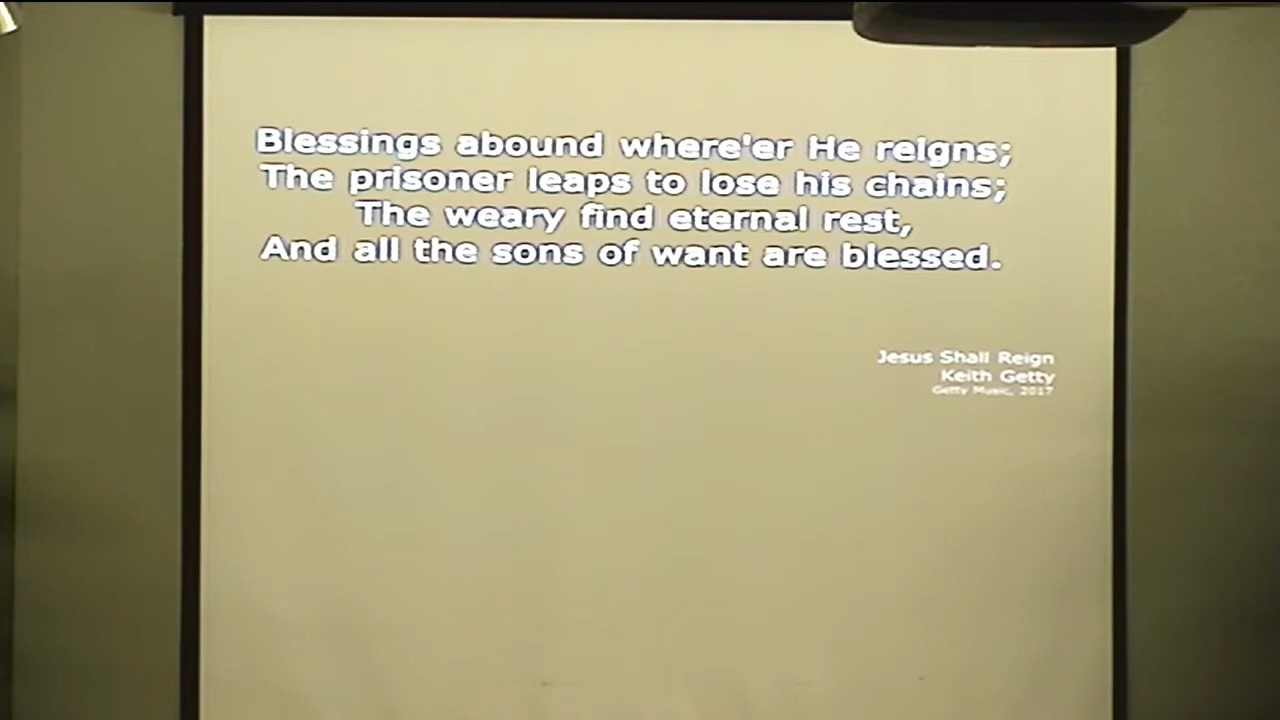 Blessings abound where'er He reigns;
The prisoner leaps to lose his chains;
The weary find eternal rest,
And all the sons of want are blessed.
Jesus Shall Reign
Keith Getty
Getty Music, 2017